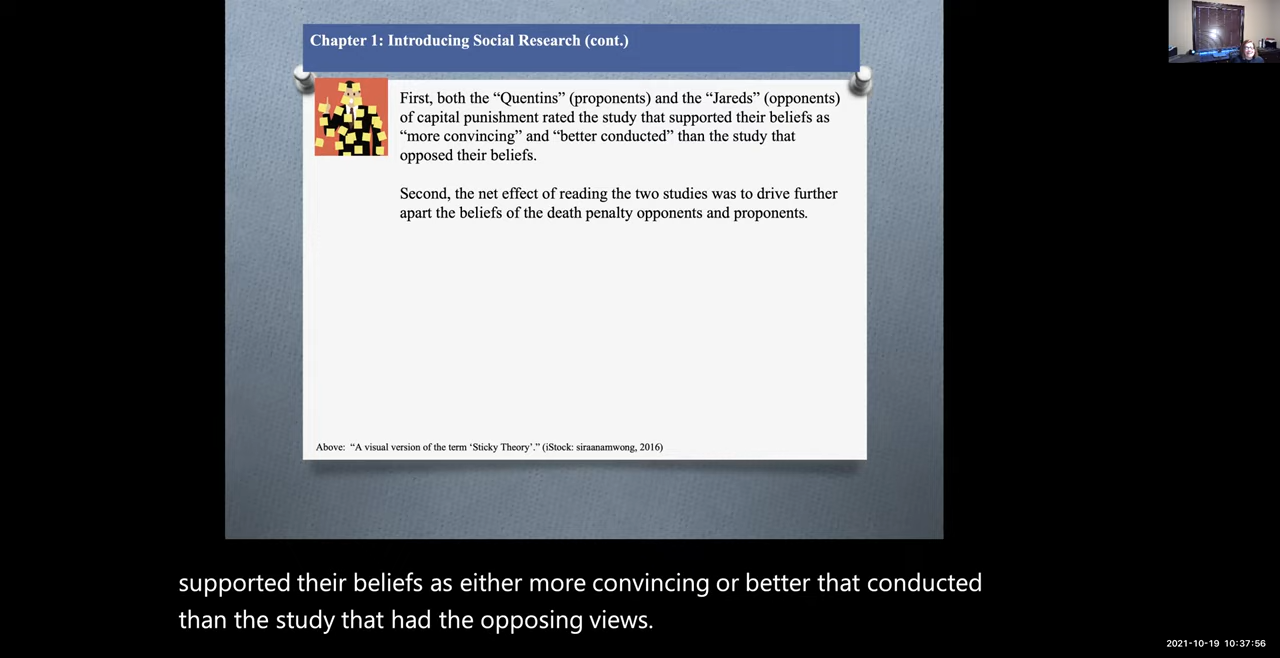 Chapter 1: Introducing Social Research (cont.)
First, both the “Quentins” (proponents) and the “Jareds” (opponents)
of capital punishment rated the study that supported their beliefs as
“more convincing” and “better conducted” than the study that
opposed their beliefs.
Second, the net effect of reading the two studies was to drive further
apart the beliefs of the death penalty opponents and proponents.
Above:  “A visual version of the term ‘Sticky Theory’.” (iStock: siraanamwong, 2016)
supported their beliefs as either more convincing or better that conducted
than the study that had the opposing views.
2021-10-19 10:37:56